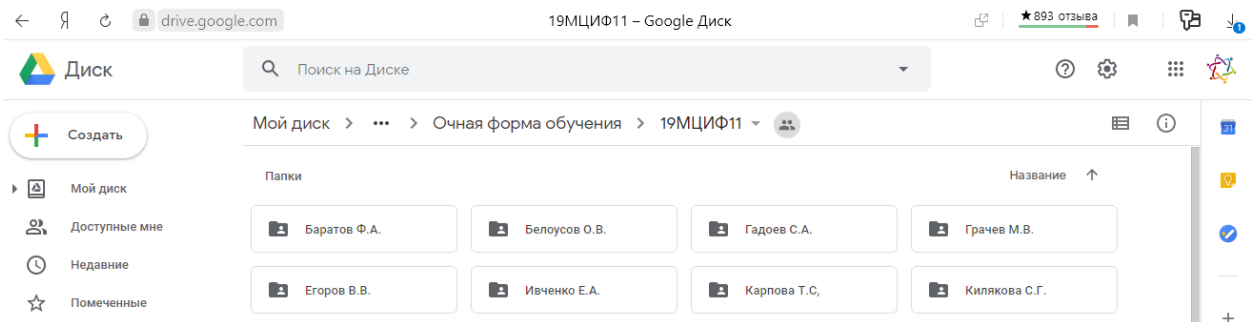 Я drive.google.com 19МЦИФ11 – Google Диск ★893 отзыва 1
Диск Поиск на Диске
Создать Мой диск > ••• > Очная форма обучения > 19МЦИФ11 31
Мой диск Папки Название ↑
Доступные мне Баратов Ф.А. Белоусов О.В. Гадоев С.А. Грачев М.В.
Недавние
Помеченные Егоров В.В. Ивченко Е.А. Карпова Т.С, Килякова С.Г.